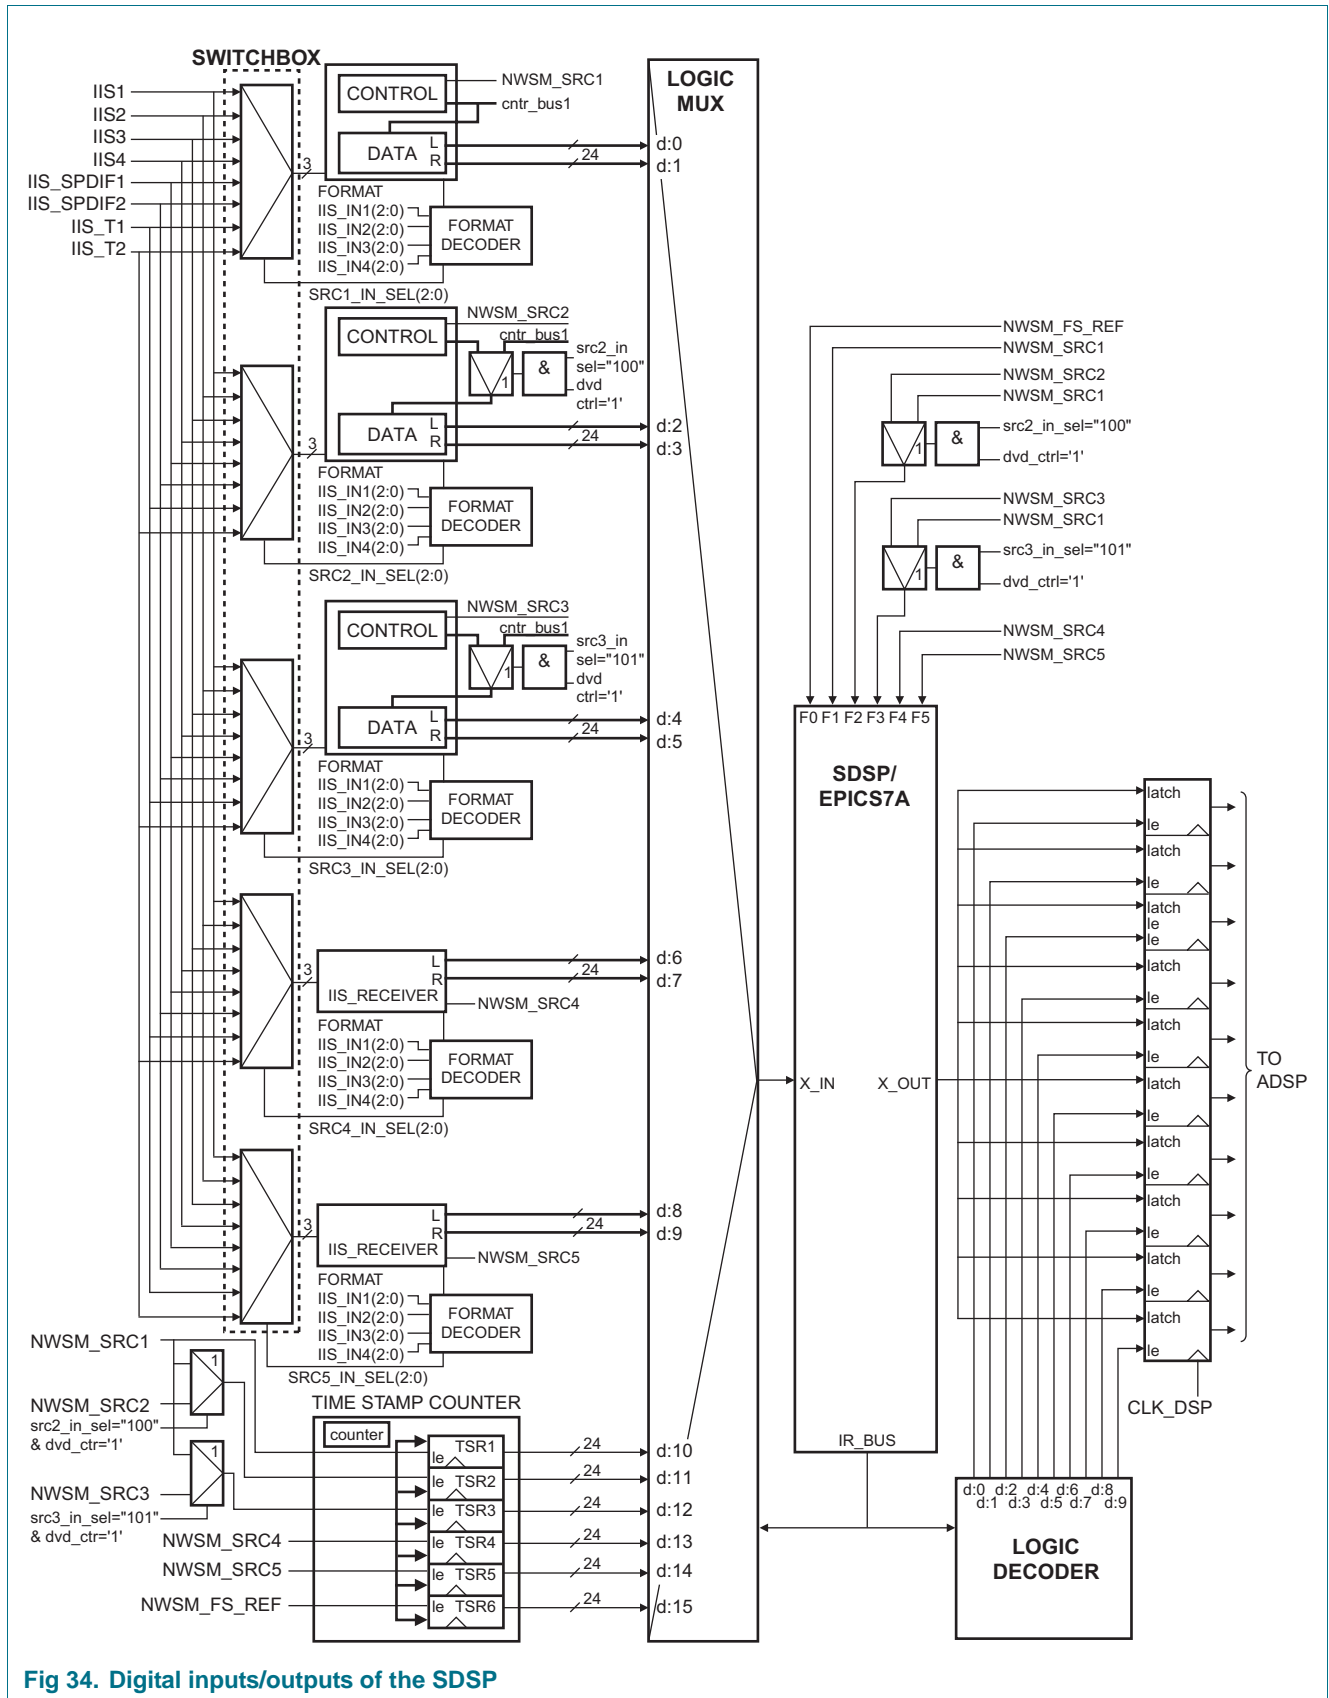 SWITCHBOX
IIS1
IIS2
IIS3
IIS4
IIS_SPDIF1
IIS_SPDIF2
IIS_T1
IIS_T2
CONTROL
NWSM_SRC1
cntr_bus1
DATA
L
R
3
24
FORMAT
IIS_IN1(2:0)
IIS_IN2(2:0)
IIS_IN3(2:0)
IIS_IN4(2:0)
FORMAT
DECODER
SRC1_IN_SEL(2:0)
CONTROL
NWSM_SRC2
cntr_bus1
1
&
src2_in
sel="100"
dvd
ctrl='1'
DATA
L
R
3
24
FORMAT
IIS_IN1(2:0)
IIS_IN2(2:0)
IIS_IN3(2:0)
IIS_IN4(2:0)
FORMAT
DECODER
SRC2_IN_SEL(2:0)
CONTROL
NWSM_SRC3
cntr_bus1
1
&
src3_in
sel="101"
dvd
ctrl='1'
DATA
L
R
3
24
FORMAT
IIS_IN1(2:0)
IIS_IN2(2:0)
IIS_IN3(2:0)
IIS_IN4(2:0)
FORMAT
DECODER
SRC3_IN_SEL(2:0)
3
L
R
IIS_RECEIVER
24
NWSM_SRC4
FORMAT
IIS_IN1(2:0)
IIS_IN2(2:0)
IIS_IN3(2:0)
IIS_IN4(2:0)
FORMAT
DECODER
SRC4_IN_SEL(2:0)
3
L
R
IIS_RECEIVER
24
NWSM_SRC5
FORMAT
IIS_IN1(2:0)
IIS_IN2(2:0)
IIS_IN3(2:0)
IIS_IN4(2:0)
FORMAT
DECODER
SRC5_IN_SEL(2:0)
NWSM_SRC1
1
NWSM_SRC2
src2_in_sel="100"
& dvd_ctr='1'
1
NWSM_SRC3
src3_in_sel="101"
& dvd_ctr='1'
NWSM_SRC4
NWSM_SRC5
NWSM_FS_REF
TIME STAMP COUNTER
counter
le TSR1
le TSR2
le TSR3
le TSR4
le TSR5
le TSR6
24
24
24
24
24
24
LOGIC
MUX
d:0
d:1
d:2
d:3
d:4
d:5
d:6
d:7
d:8
d:9
d:10
d:11
d:12
d:13
d:14
d:15
NWSM_FS_REF
NWSM_SRC1
NWSM_SRC2
NWSM_SRC1
1
&
src2_in_sel="100"
dvd_ctrl='1'
NWSM_SRC3
NWSM_SRC1
1
&
src3_in_sel="101"
dvd_ctrl='1'
NWSM_SRC4
NWSM_SRC5
F0 F1 F2 F3 F4 F5
SDSP/
EPICS7A
X_IN
X_OUT
IR_BUS
latch
le
latch
le
latch
le
le
latch
le
latch
le
latch
le
latch
le
latch
le
latch
le
latch
le
TO
ADSP
CLK_DSP
d:0 d:2 d:4 d:6 d:8
d:1 d:3 d:5 d:7 d:9
LOGIC
DECODER
Fig 34. Digital inputs/outputs of the SDSP